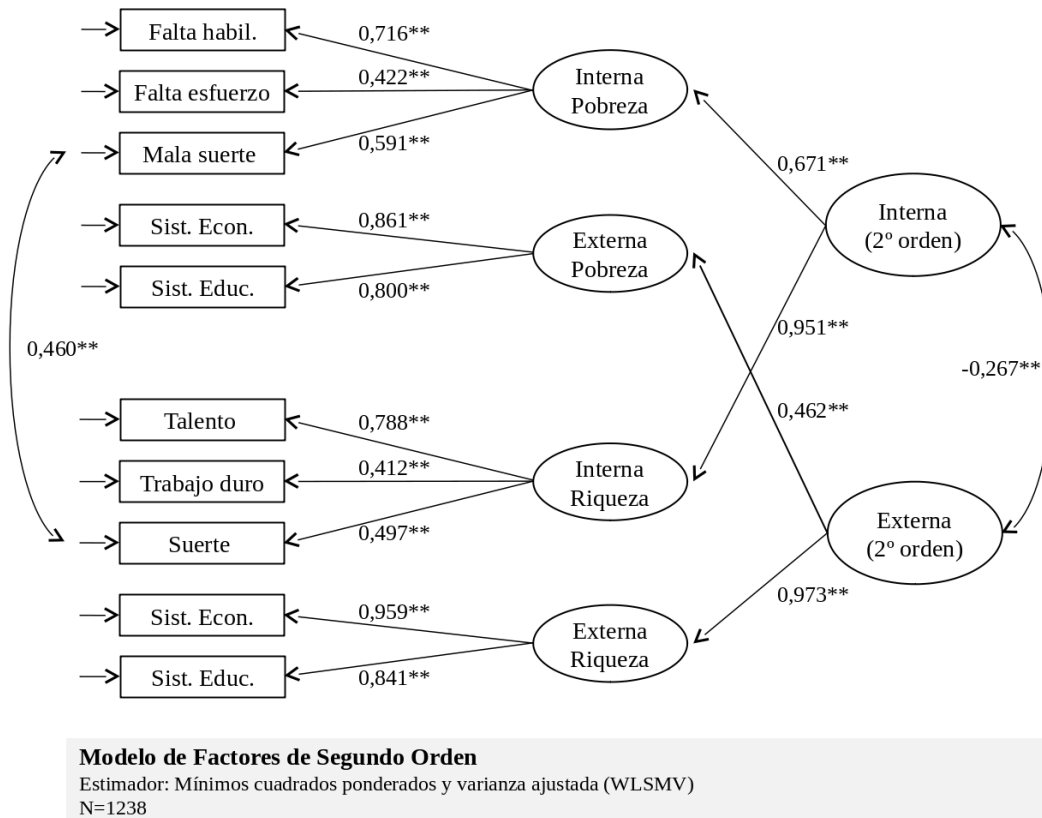 Falta habil.
0,716**
Interna
Pobreza
Falta esfuerzo
0,422**
Mala suerte
0,591**
0,671**
Interna
(2º orden)
Sist. Econ.
0,861**
Externa
Pobreza
Sist. Educ.
0,800**
0,951**
0,460**
-0,267**
Talento
0,788**
0,462**
Trabajo duro
0,412**
Interna
Riqueza
Suerte
0,497**
Externa
(2º orden)
0,973**
Sist. Econ.
0,959**
Externa
Riqueza
Sist. Educ.
0,841**
Modelo de Factores de Segundo Orden
Estimador: Mínimos cuadrados ponderados y varianza ajustada (WLSMV)
N=1238